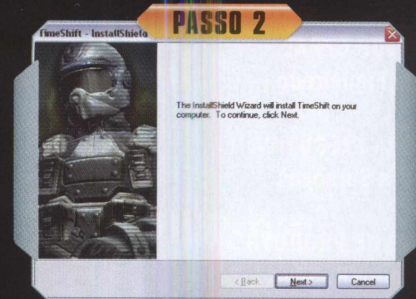 PASSO 2
TimeShift - InstallShield
The InstallShield Wizard will install TimeShift on your
computer. To continue, click Next.
< Back
Next >
Cancel